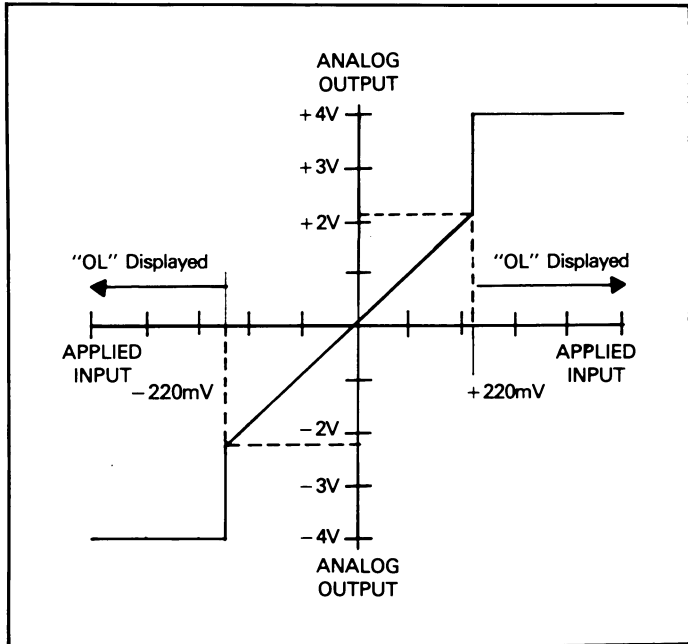 ANALOG
OUTPUT
+4V
+3V
+2V
"OL" Displayed
"OL" Displayed
APPLIED
INPUT
APPLIED
INPUT
−220mV
+220mV
−2V
−3V
−4V
ANALOG
OUTPUT